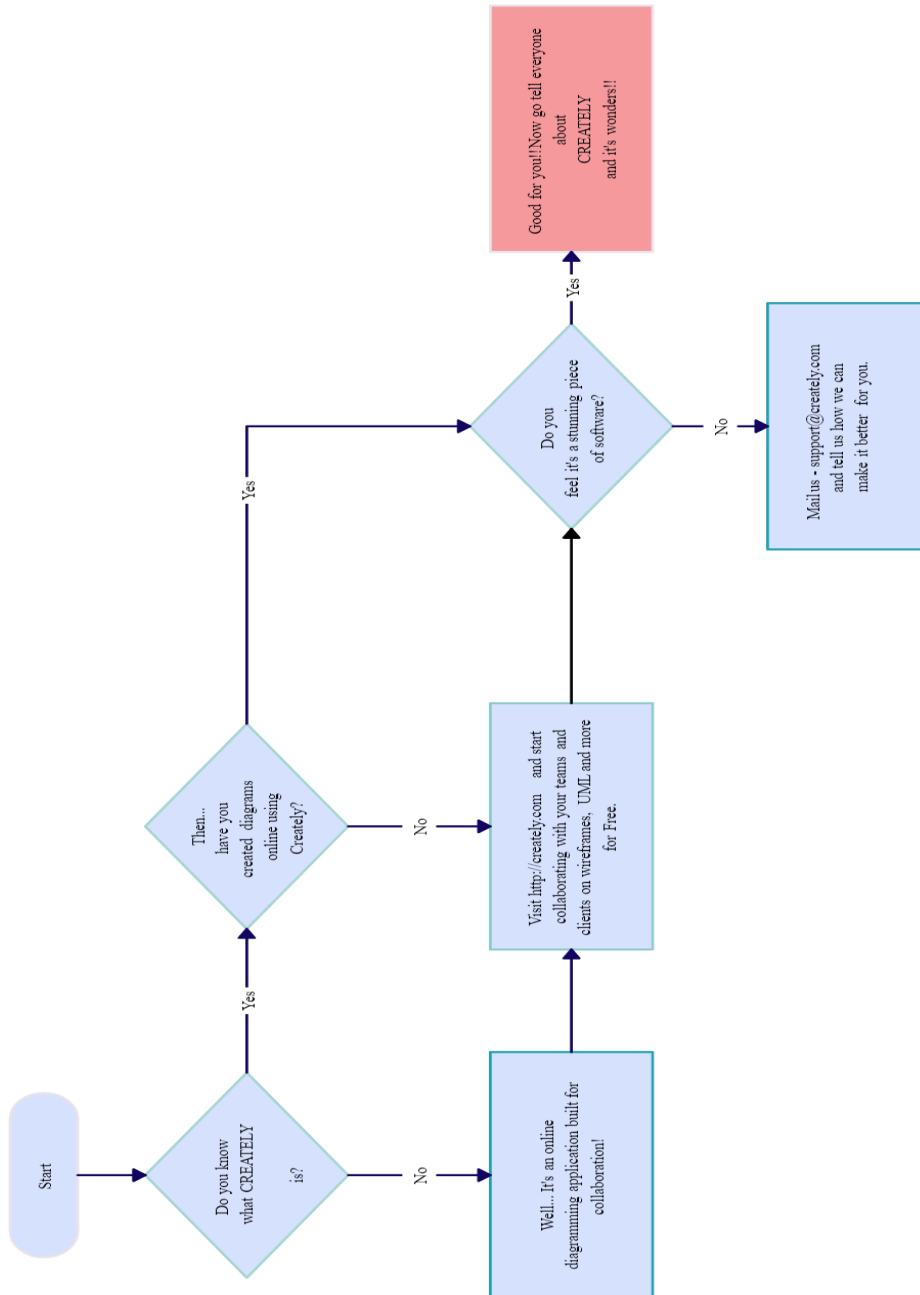 Start
Do you know
what CREATELY
is?
No
Well... It's an online
diagramming application built for
collaboration!
Yes
Then...
have you
created diagrams
online using
Creately?
No
Visit http://creately.com and start
collaborating with your teams and
clients on wireframes, UML and more
for Free.
Yes
Do you
feel it's a stunning piece
of software?
No
Mail us - support@creately.com
and tell us how we can
make it better for you.
Yes
Good for you!!Now go tell everyone
about
CREATELY
and it's wonders!!